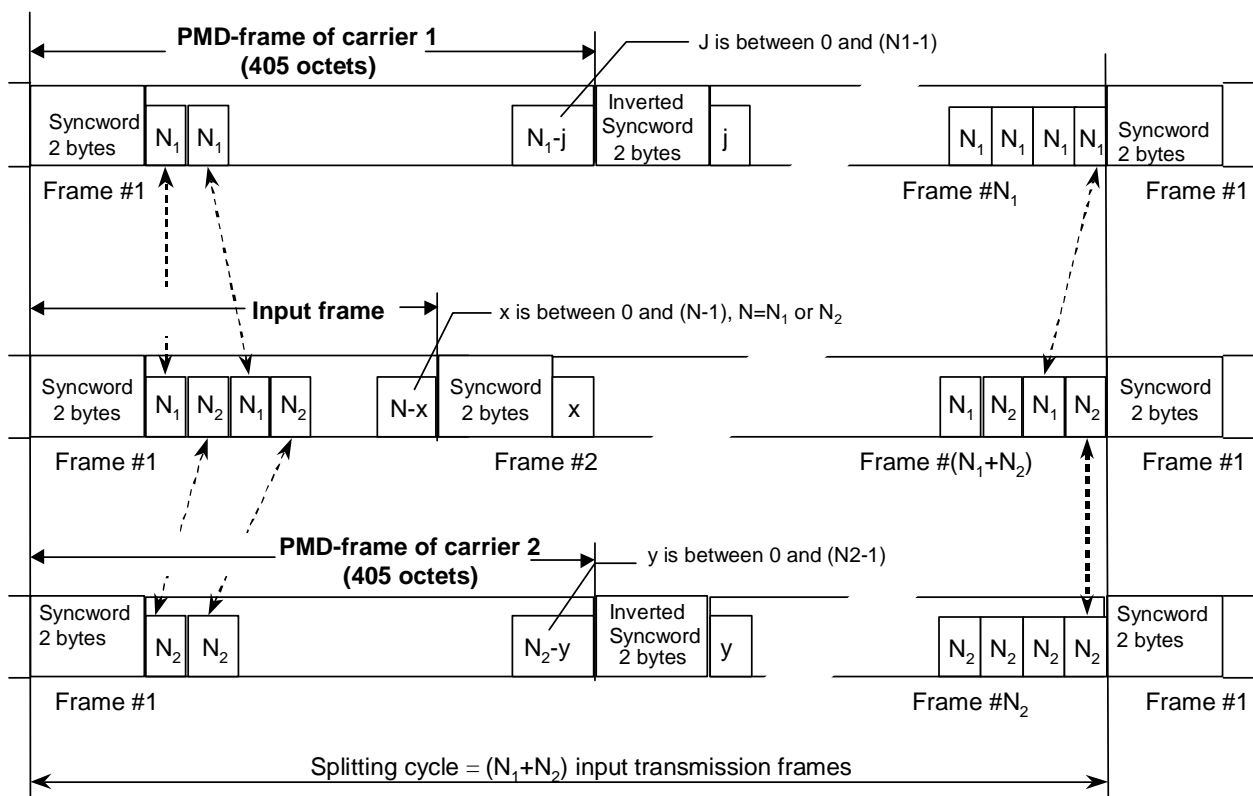 PMD-frame of carrier 1
(405 octets)
J is between 0 and (N1-1)
Syncword
2 bytes
N₁
N₁
N₁-j
Inverted
Syncword
2 bytes
j
N₁
N₁
N₁
N₁
Syncword
2 bytes
Frame #1
Frame #N₁
Frame #1
Input frame
x is between 0 and (N-1), N=N₁ or N₂
Syncword
2 bytes
N₁
N₂
N₁
N₂
N-x
Syncword
2 bytes
x
N₁
N₂
N₁
N₂
Syncword
2 bytes
Frame #1
Frame #2
Frame #(N₁+N₂)
Frame #1
PMD-frame of carrier 2
(405 octets)
y is between 0 and (N2-1)
Syncword
2 bytes
N₂
N₂
N₂-y
Inverted
Syncword
2 bytes
y
N₂
N₂
N₂
N₂
Syncword
2 bytes
Frame #1
Frame #N₂
Frame #1
Splitting cycle = (N₁+N₂) input transmission frames